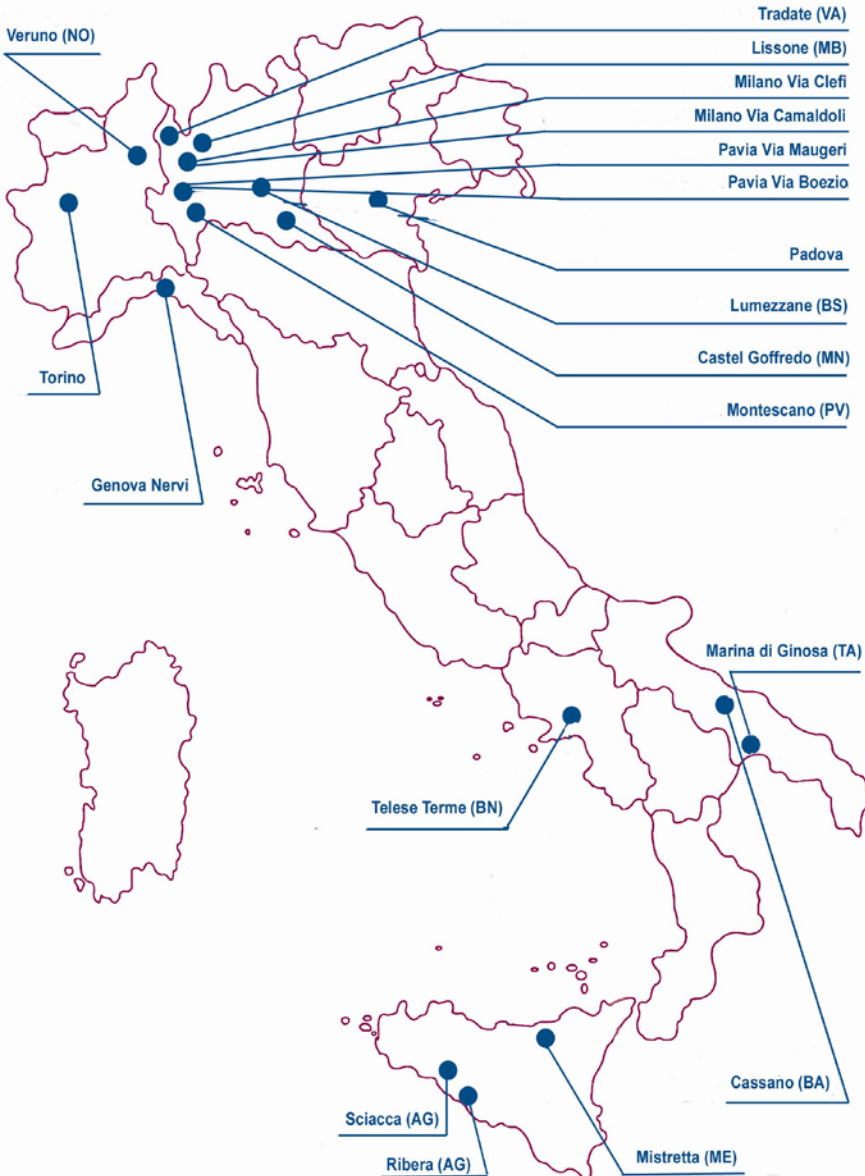 Tradate (VA)
Veruno (NO)
Lissone (MB)
Milano Via Clefi
Milano Via Camaldoli
Pavia Via Maugeri
Pavia Via Boezio
Padova
Lumezzane (BS)
Castel Goffredo (MN)
Torino
Montescano (PV)
Genova Nervi
Marina di Ginosa (TA)
Telese Terme (BN)
Cassano (BA)
Sciacca (AG)
Ribera (AG)
Mistretta (ME)